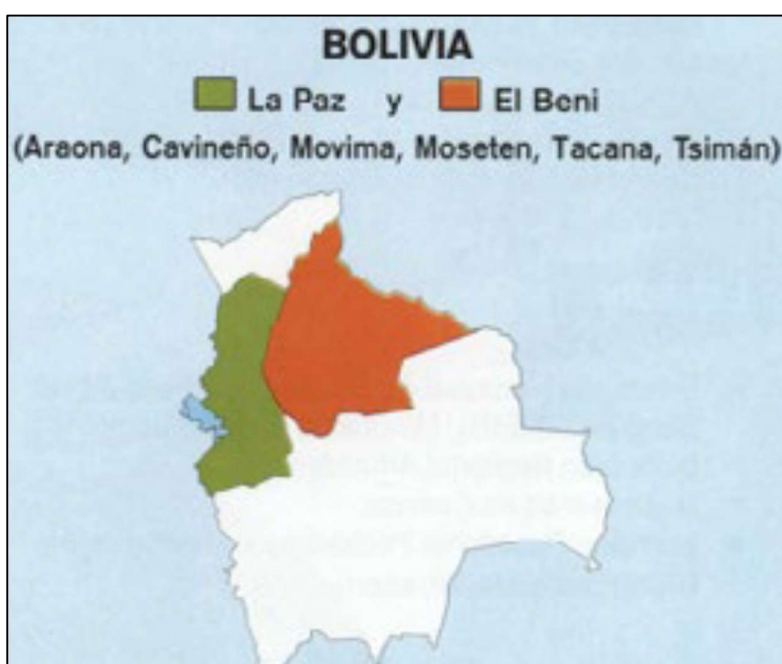 BOLIVIA
La Paz y El Beni
(Araona, Cavineño, Movima, Moseten, Tacana, Tsimán)